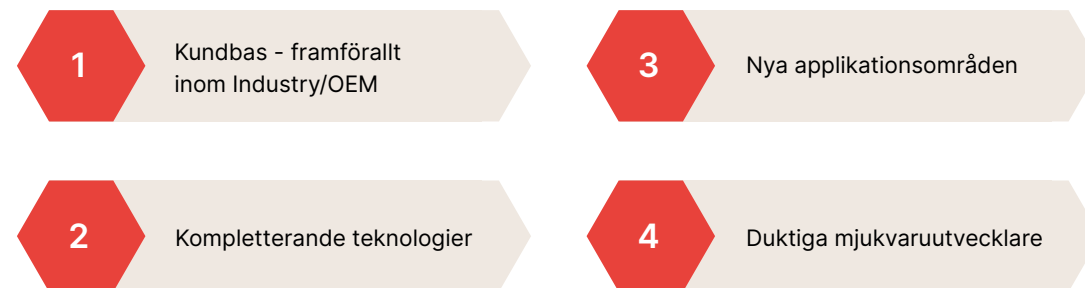 1
Kundbas - framförallt
inom Industry/OEM
2
Kompletterande teknologier
3
Nya applikationsområden
4
Duktiga mjukvaruutvecklare